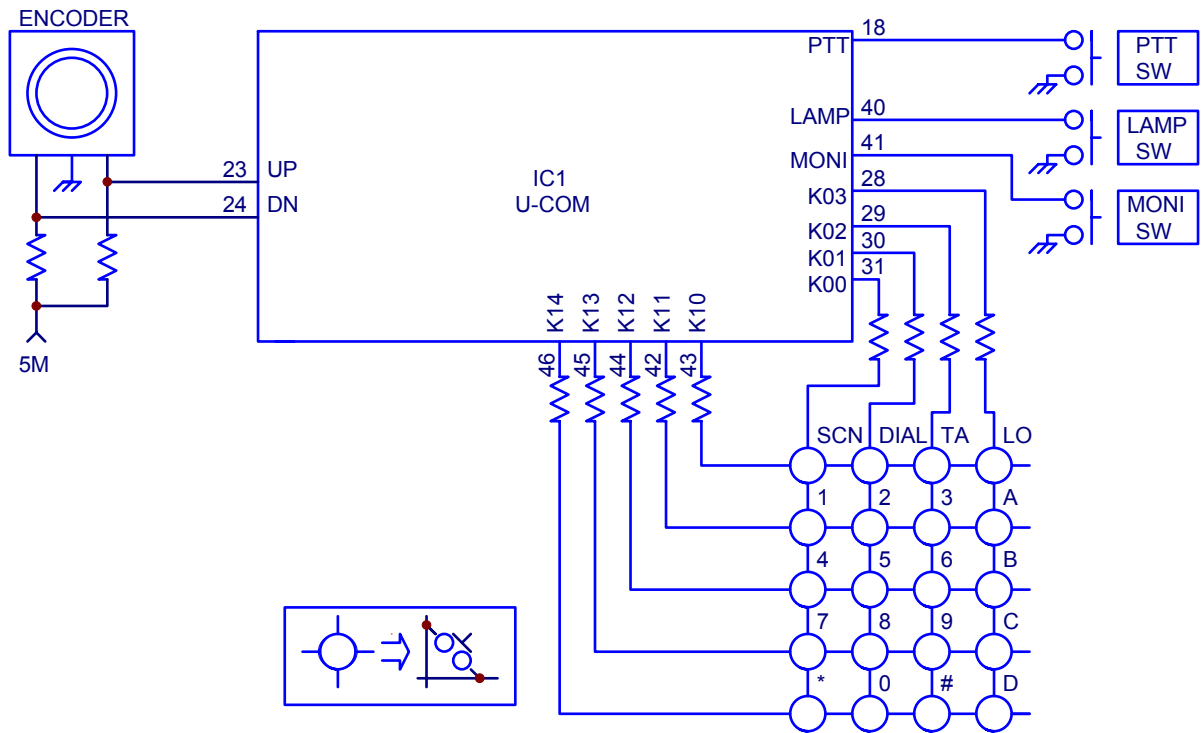 ENCODER
18
PTT
PTT
SW
40
LAMP
LAMP
SW
41
MONI
23
UP
IC1
U-COM
28
K03
24
DN
29
K02
MONI
SW
30
K01
31
K00
K14
K13
K12
K11
K10
46
45
44
42
43
5M
SCN
DIAL
TA
LO
1
2
3
A
4
5
6
B
7
8
9
C
*
0
#
D